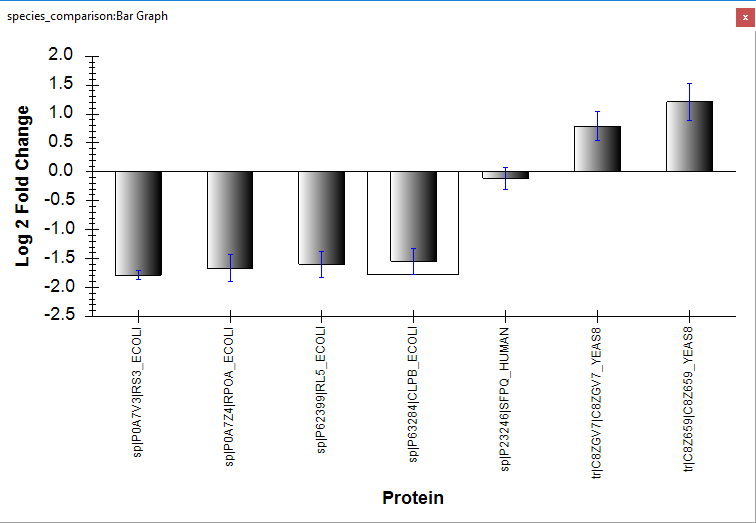 species_comparison:Bar Graph
x
2.0
1.5
1.0
0.5
0.0
-0.5
-1.0
-1.5
-2.0
-2.5
Log 2 Fold Change
sp|P0A7V3|RS3_ECOLI
sp|P0A7Z4|RPOA_ECOLI
sp|P62399|RL5_ECOLI
sp|P63284|CLPB_ECOLI
sp|P23246|SFPQ_HUMAN
tr|C8ZGV7|C8ZGV7_YEAS8
tr|C8Z659|C8Z659_YEAS8
Protein